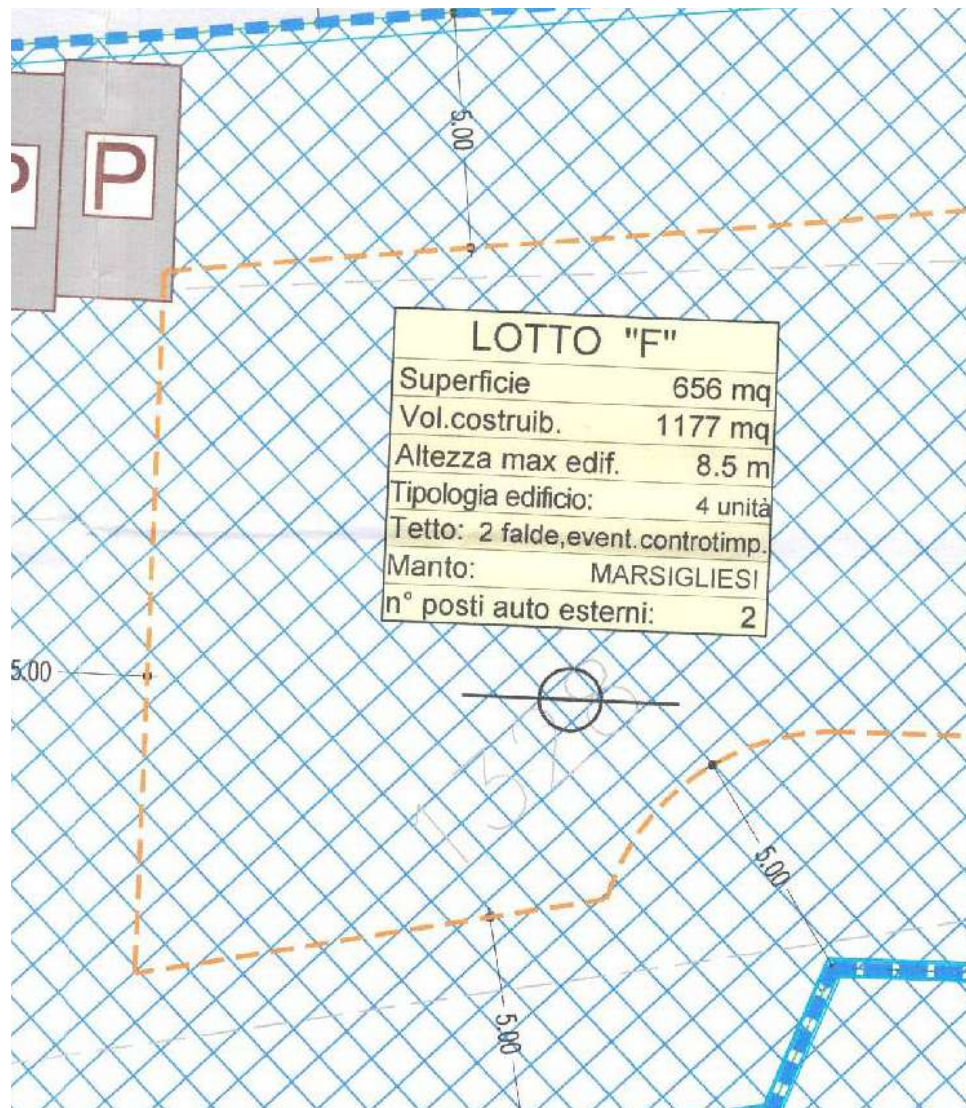 P
P
5.00
LOTTO "F"
Superficie 656 mq
Vol.costruib. 1177 mq
Altezza max edif. 8.5 m
Tipologia edificio: 4 unità
Tetto: 2 falde,event.controtimp.
Manto: MARSIGLIESI
n° posti auto esterni: 2
5.00
1528
5.00
5.00